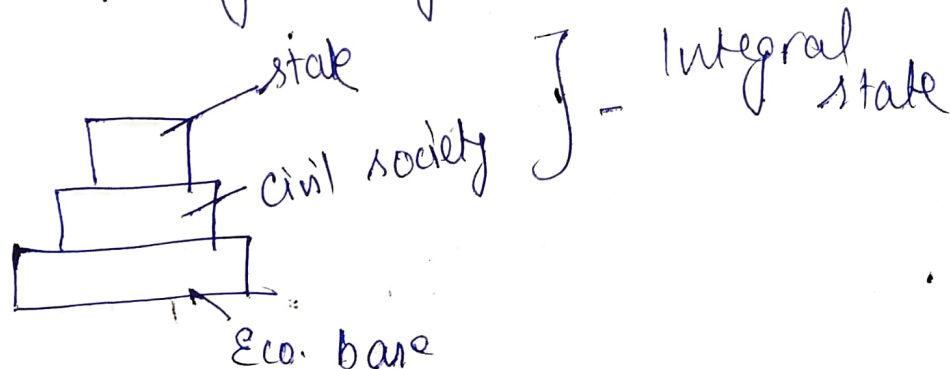 state
Integral
state
civil society
Eco. base